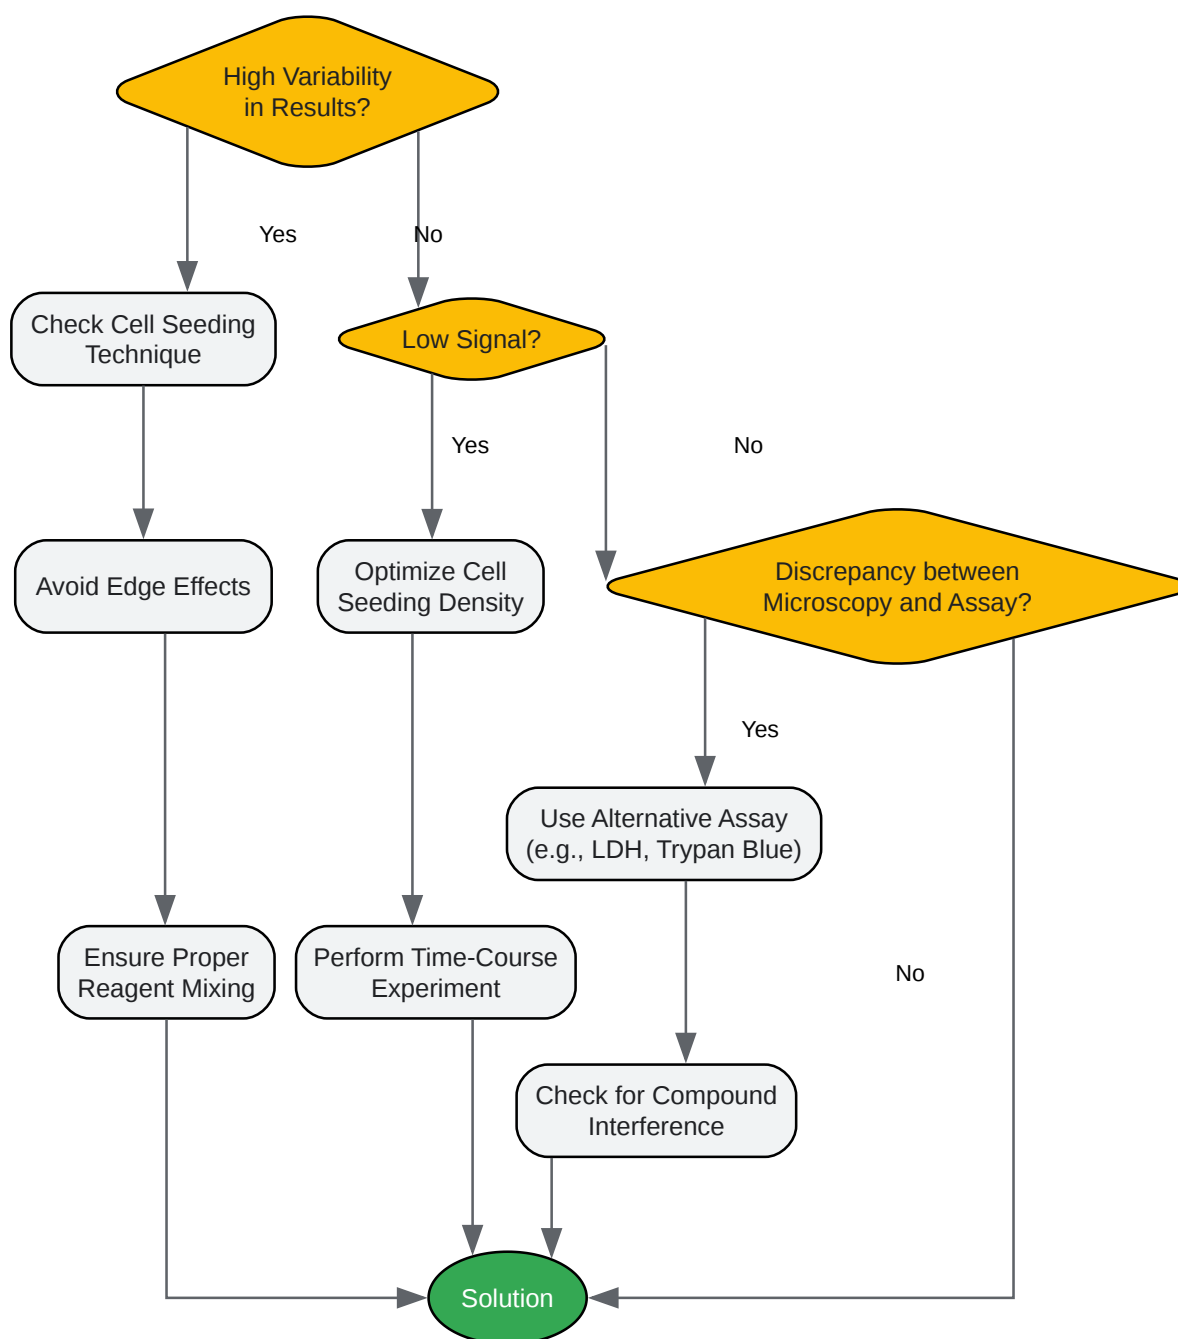 High Variability
in Results?
Yes
No
Check Cell Seeding
Technique
Low Signal?
Yes
No
Avoid Edge Effects
Optimize Cell
Seeding Density
Discrepancy between
Microscopy and Assay?
Yes
Use Alternative Assay
(e.g., LDH, Trypan Blue)
Ensure Proper
Reagent Mixing
Perform Time-Course
Experiment
No
Check for Compound
Interference
Solution